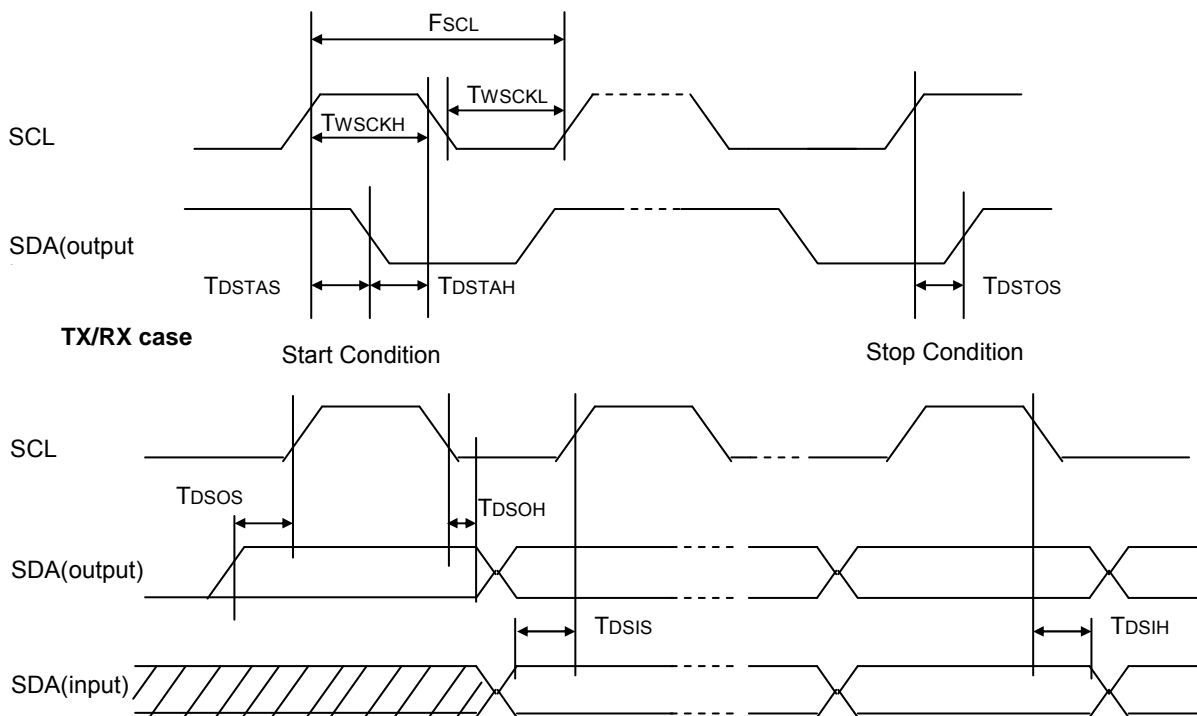 FSCL
TWSCKL
SCL
TWSCKH
SDA(output
TDSTAS
TDSTAH
TDSTOS
TX/RX case
Start Condition
Stop Condition
SCL
TDSOS
TDSOH
SDA(output)
TDSIS
TDSIH
SDA(input)